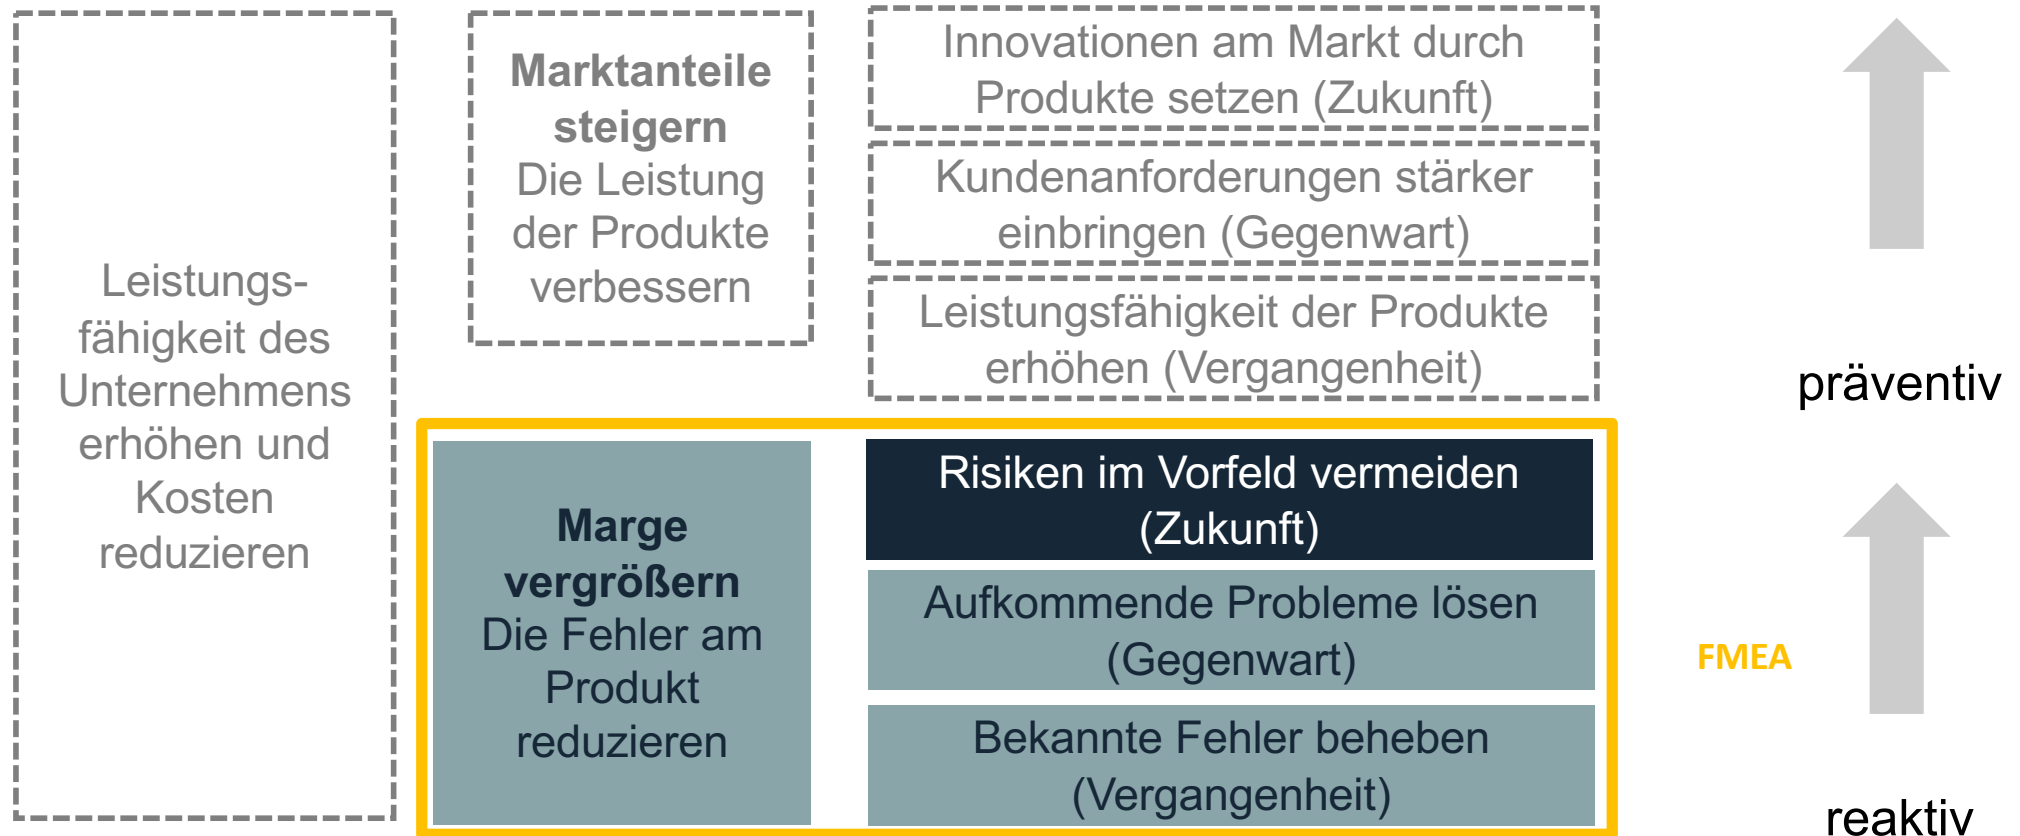 Leistungs-
fähigkeit des
Unternehmens
erhöhen und
Kosten
reduzieren
Marktanteile
steigern
Die Leistung
der Produkte
verbessern
Innovationen am Markt durch
Produkte setzen (Zukunft)
Kundenanforderungen stärker
einbringen (Gegenwart)
Leistungsfähigkeit der Produkte
erhöhen (Vergangenheit)
präventiv
Marge
vergrößern
Die Fehler am
Produkt
reduzieren
Risiken im Vorfeld vermeiden
(Zukunft)
Aufkommende Probleme lösen
(Gegenwart)
Bekannte Fehler beheben
(Vergangenheit)
FMEA
reaktiv